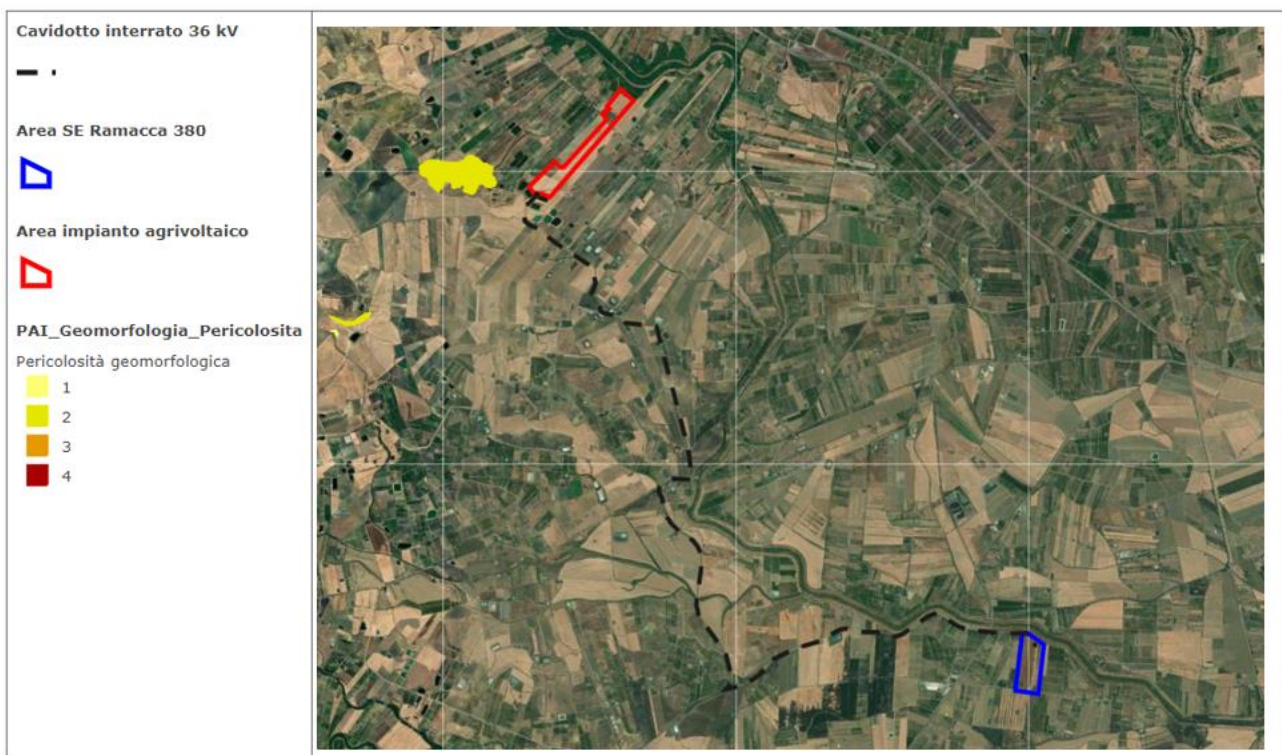 Cavidotto interrato 36 kV
Area SE Ramacca 380
Area impianto agrivoltaico
PAI_Geomorfologia_Pericolosita
Pericolosità geomorfologica
1
2
3
4